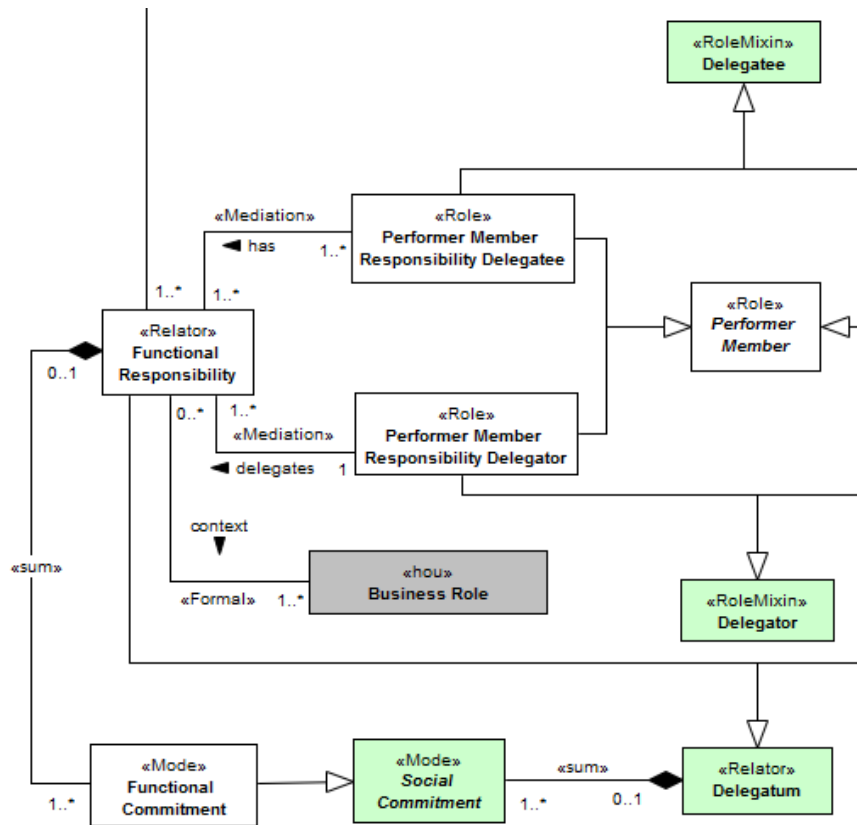 «RoleMixin»
Delegatee
«Mediation»
◄ has
1..*
1..*
1..*
«Role»
Performer Member
Responsibility Delegatee
«Role»
Performer
Member
«Relator»
Functional
Responsibility
0..1
0..*
1..*
«Mediation»
◄ delegates
1
«Role»
Performer Member
Responsibility Delegator
context
▼
«sum»
«Formal»
1..*
«hou»
Business Role
«RoleMixin»
Delegator
«Mode»
Functional
Commitment
1..*
«Mode»
Social
Commitment
«sum»
1..*
0..1
«Relator»
Delegatum